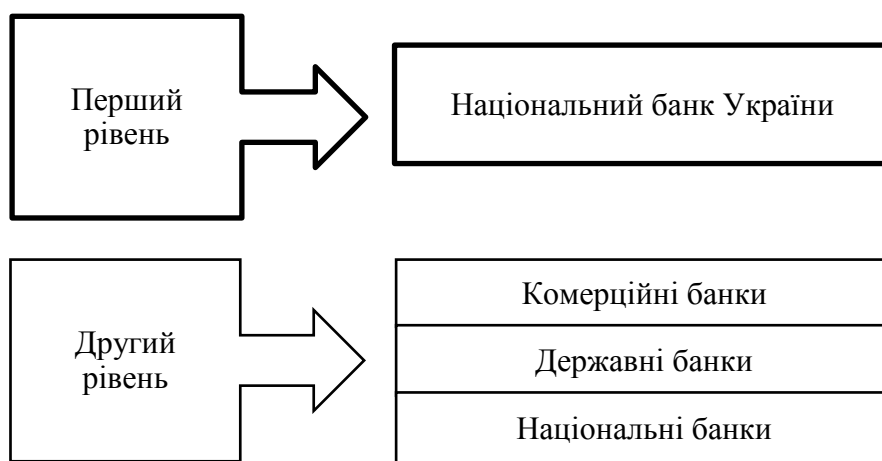 Перший
рівень
Національний банк України
Другий
рівень
Комерційні банки
Державні банки
Національні банки